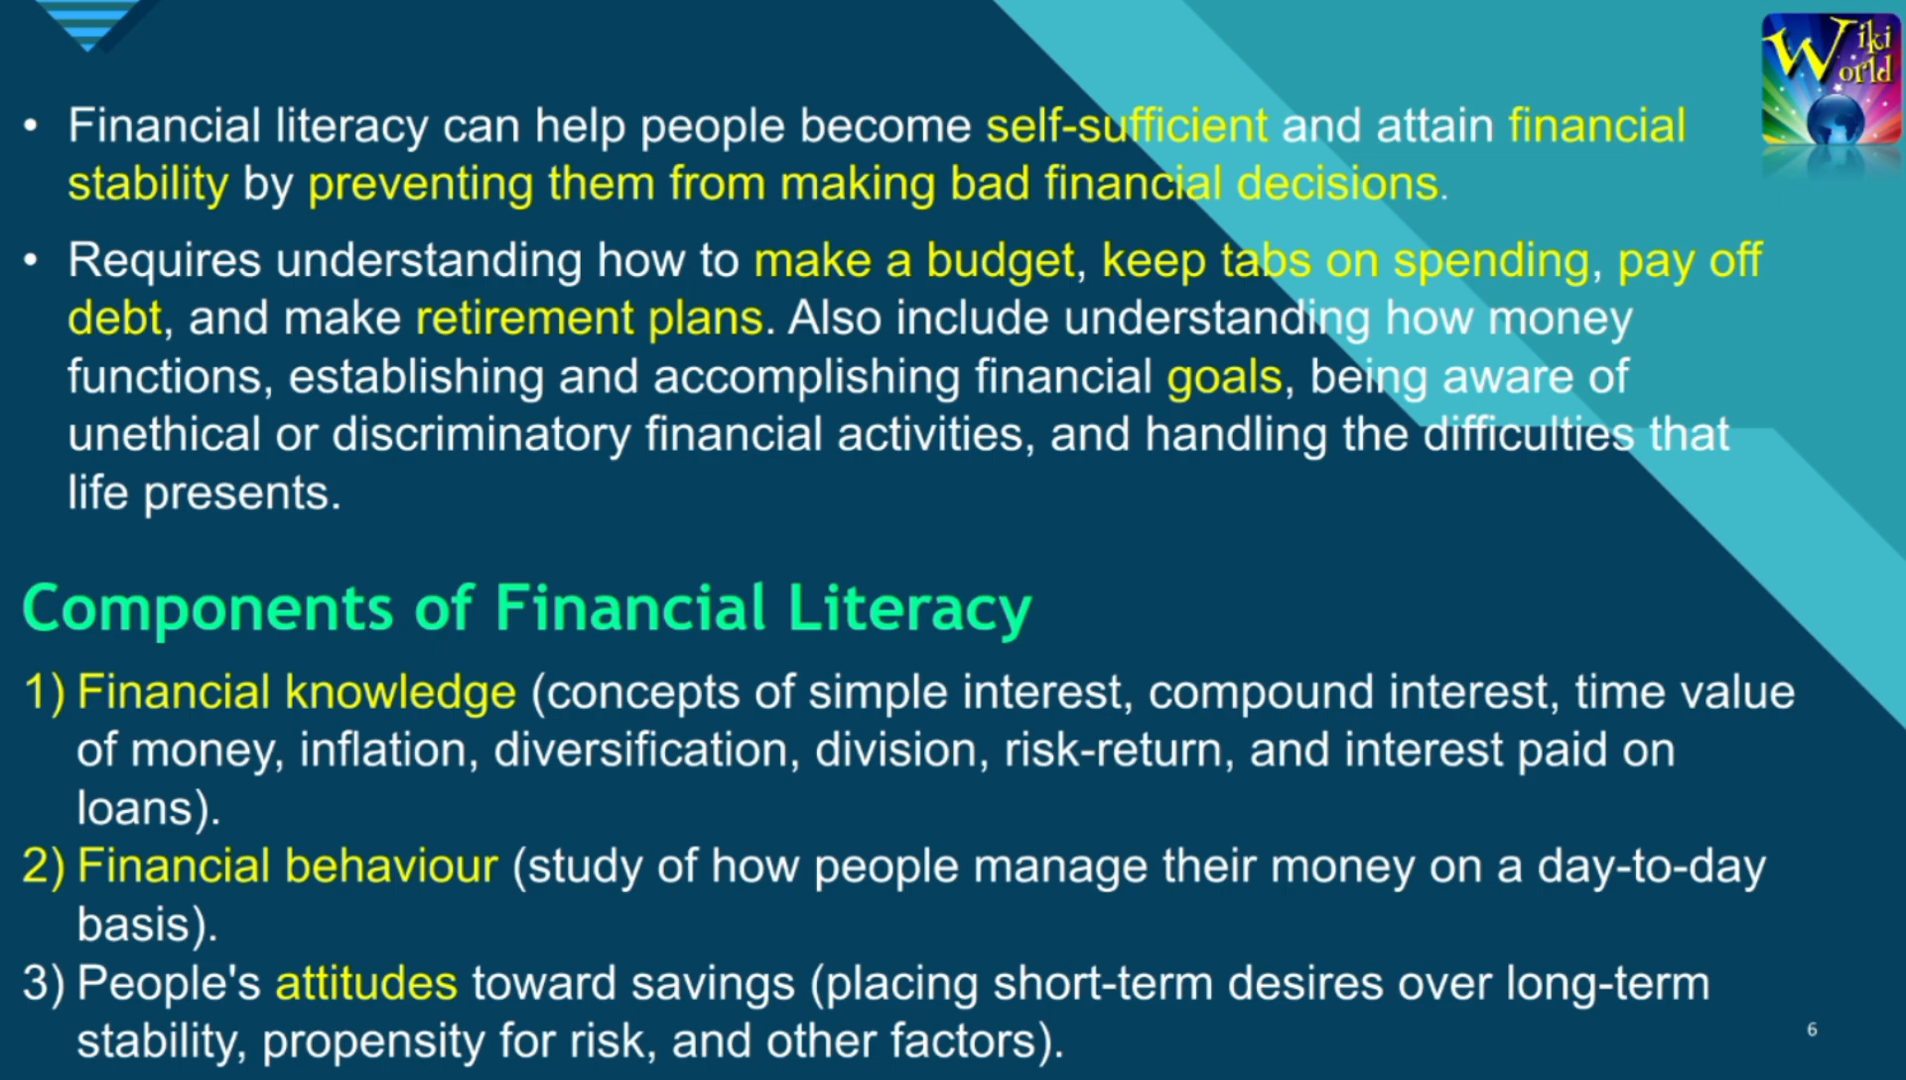 Wiki
World
• Financial literacy can help people become self-sufficient and attain financial
stability by preventing them from making bad financial decisions.
• Requires understanding how to make a budget, keep tabs on spending, pay off
debt, and make retirement plans. Also include understanding how money
functions, establishing and accomplishing financial goals, being aware of
unethical or discriminatory financial activities, and handling the difficulties that
life presents.
Components of Financial Literacy
1) Financial knowledge (concepts of simple interest, compound interest, time value
of money, inflation, diversification, division, risk-return, and interest paid on
loans).
2) Financial behaviour (study of how people manage their money on a day-to-day
basis).
3) People's attitudes toward savings (placing short-term desires over long-term
stability, propensity for risk, and other factors).
6